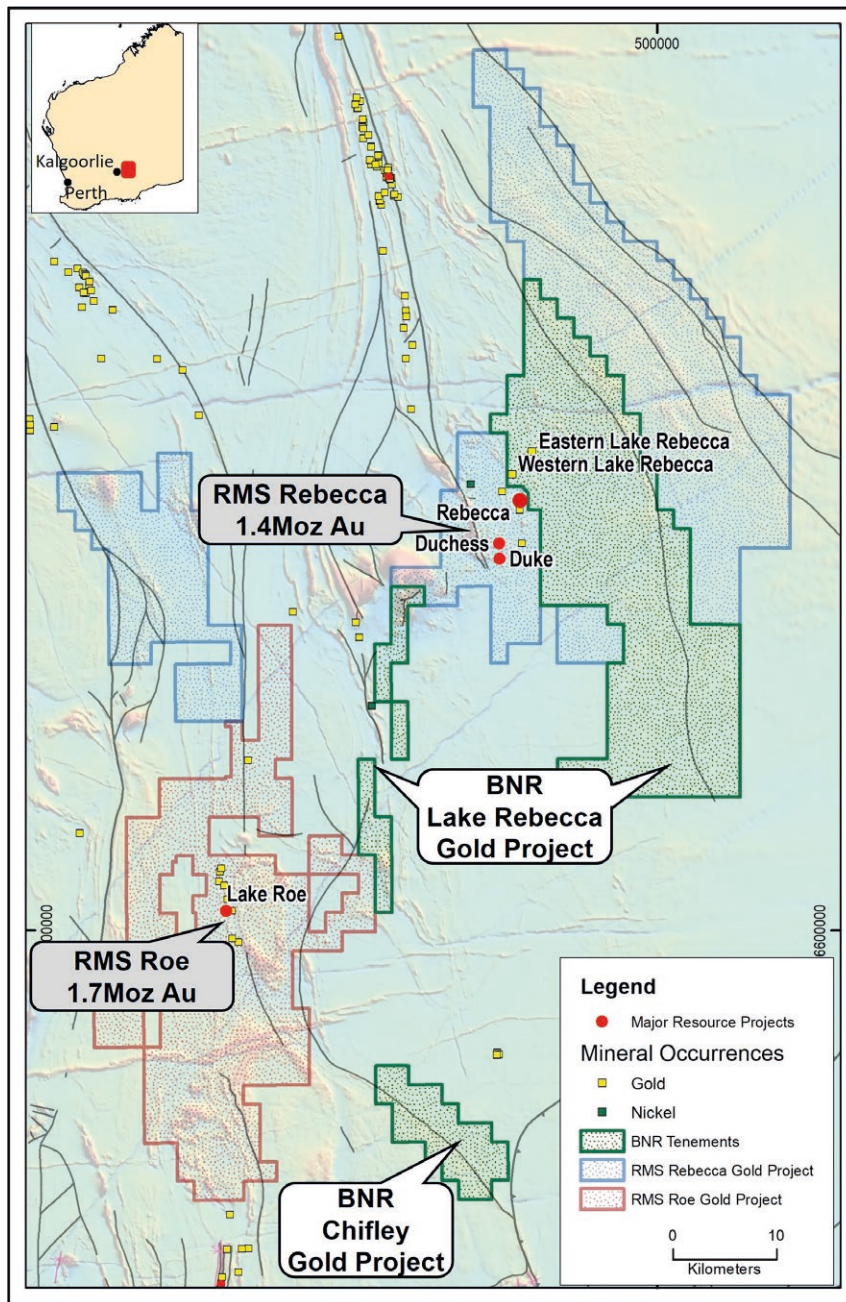 500000
Kalgoorlie
Perth
Eastern Lake Rebecca
Western Lake Rebecca
RMS Rebecca
1.4Moz Au
Rebecca
Duchess
Duke
BNR
Lake Rebecca
Gold Project
Lake Roe
00000
6600000
RMS Roe
1.7Moz Au
BNR
Chifley
Gold Project
Legend
Major Resource Projects
Mineral Occurrences
Gold
Nickel
BNR Tenements
RMS Rebecca Gold Project
RMS Roe Gold Project
0 10
Kilometers